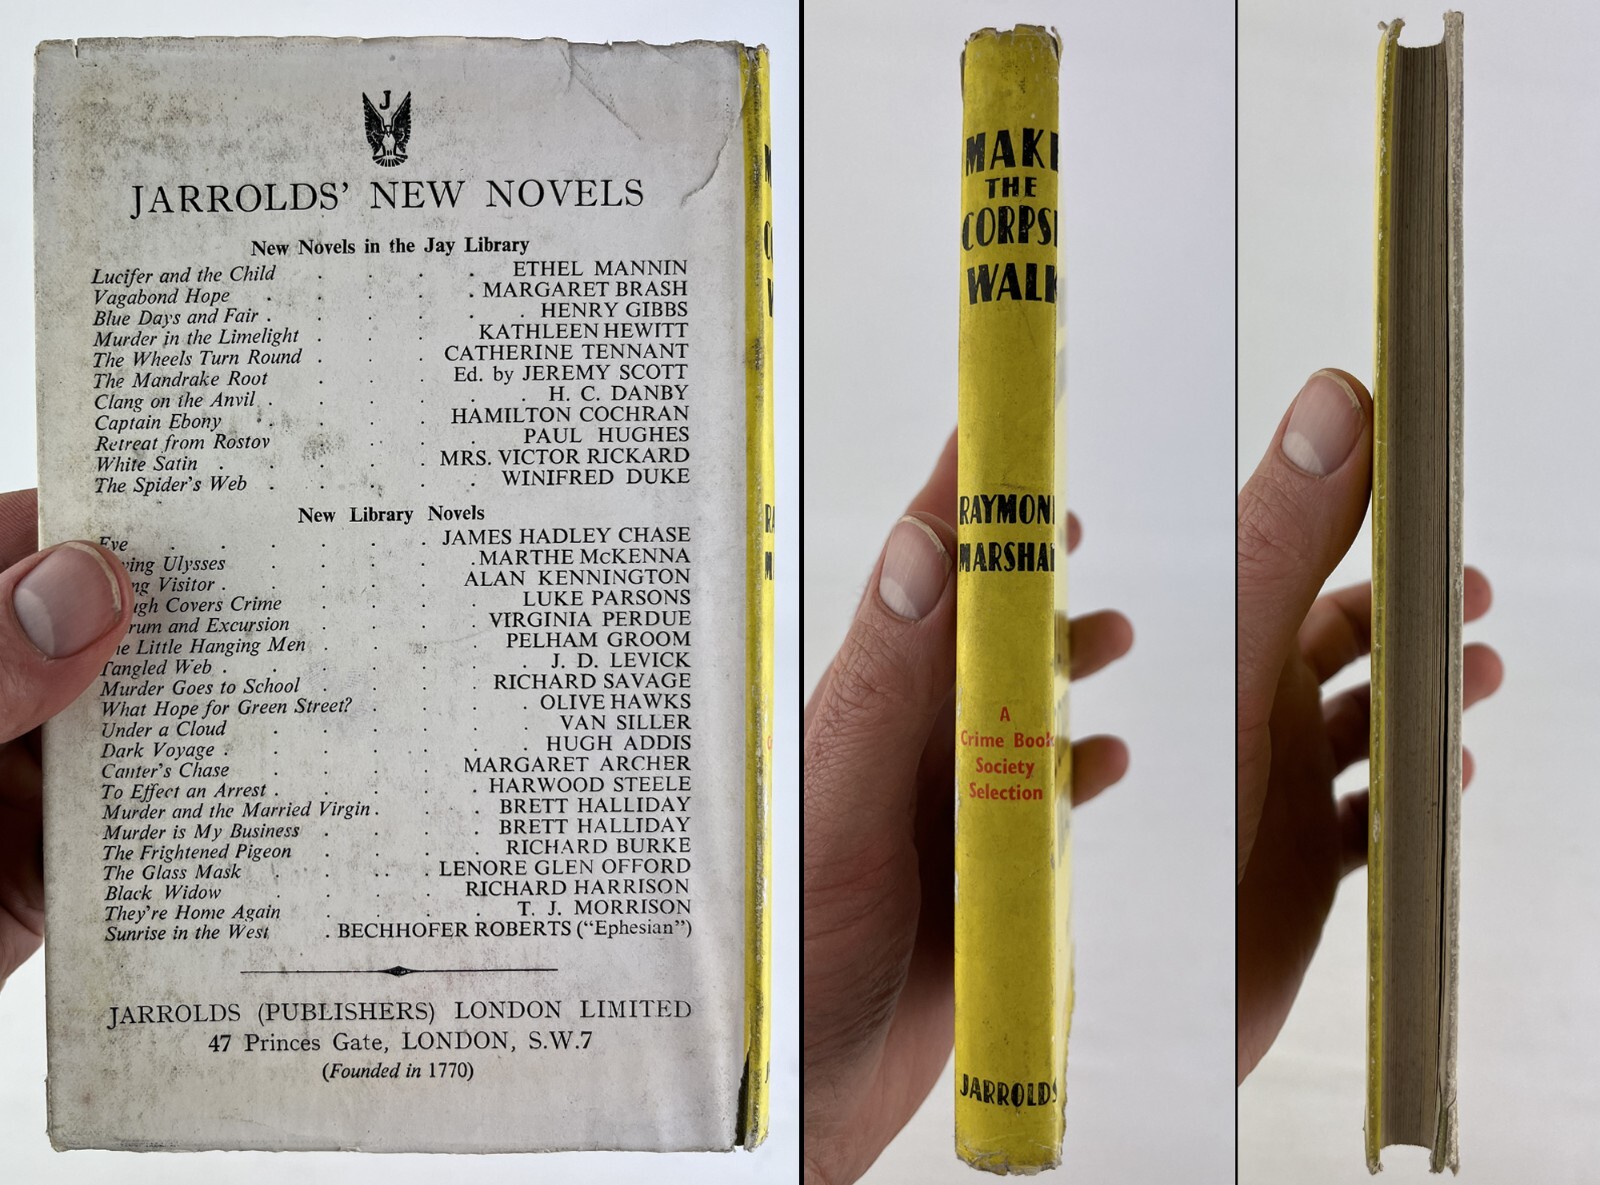 J
JARROLDS' NEW NOVELS
New Novels in the Jay Library
Lucifer and the Child . . . . ETHEL MANNIN
Vagabond Hope . . . . . MARGARET BRASH
Blue Days and Fair . . . . . . HENRY GIBBS
Murder in the Limelight . . . KATHLEEN HEWITT
The Wheels Turn Round . . . CATHERINE TENNANT
The Mandrake Root . . . Ed. by JEREMY SCOTT
Clang on the Anvil . . . . . . H. C. DANBY
Captain Ebony . . . . HAMILTON COCHRAN
Retreat from Rostov . . . . PAUL HUGHES
White Satin . . . . . MRS. VICTOR RICKARD
The Spider's Web . . . . . WINIFRED DUKE
New Library Novels
Eve . . . . . . JAMES HADLEY CHASE
Ulysses . . . . MARTHE McKENNA
Visitor . . . . . ALAN KENNINGTON
Covers Crime . . . . LUKE PARSONS
and Excursion . . . . VIRGINIA PERDUE
Little Hanging Men . . . PELHAM GROOM
Tangled Web . . . . . . J. D. LEVICK
Murder Goes to School . . . . RICHARD SAVAGE
What Hope for Green Street? . . . . OLIVE HAWKS
Under a Cloud . . . . . VAN SILLER
Dark Voyage . . . . . . HUGH ADDIS
Canter's Chase . . . . MARGARET ARCHER
To Effect an Arrest . . . . . HARWOOD STEELE
Murder and the Married Virgin . . . BRETT HALLIDAY
Murder is My Business . . . . BRETT HALLIDAY
The Frightened Pigeon . . . . RICHARD BURKE
The Glass Mask . . . . LENORE GLEN OFFORD
Black Widow . . . . RICHARD HARRISON
They're Home Again . . . . T. J. MORRISON
Sunrise in the West . BECHHOFER ROBERTS ("Ephesian")
JARROLDS (PUBLISHERS) LONDON LIMITED
47 Princes Gate, LONDON, S.W.7
(Founded in 1770)
MAKE
THE
CORPSE
WALK
RAYMOND
MARSHAL
A
Crime Book
Society
Selection
JARROLDS